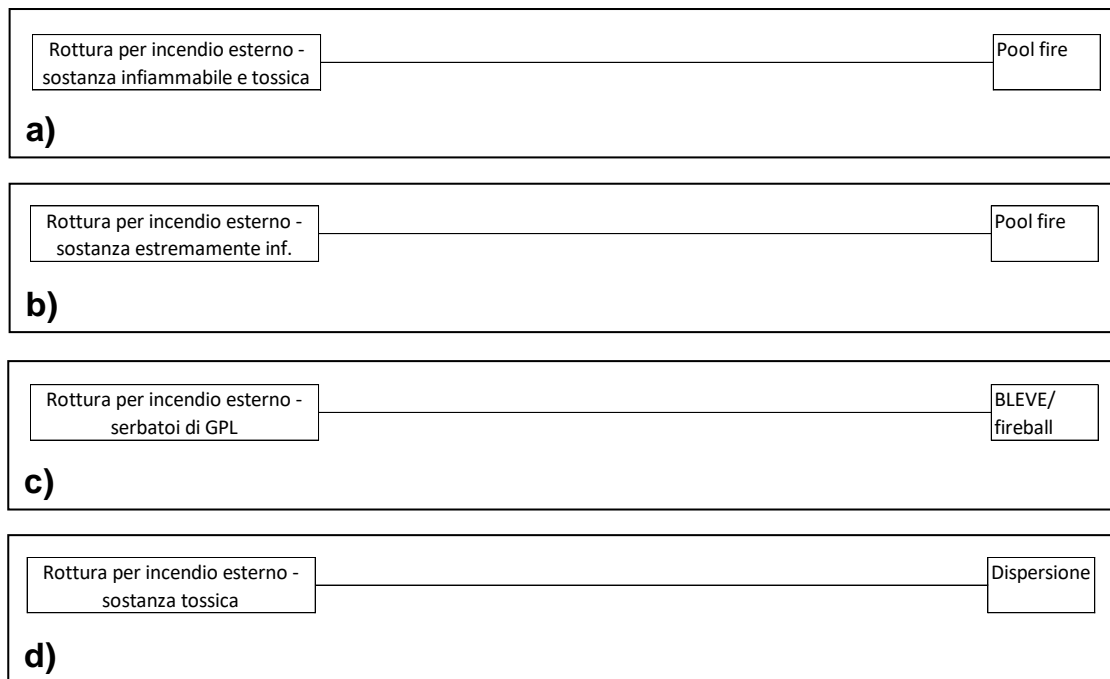 Rottura per incendio esterno -
sostanza infiammabile e tossica
Pool fire
a)
Rottura per incendio esterno -
sostanza estremamente inf.
Pool fire
b)
Rottura per incendio esterno -
serbatoi di GPL
BLEVE/
fireball
c)
Rottura per incendio esterno -
sostanza tossica
Dispersione
d)